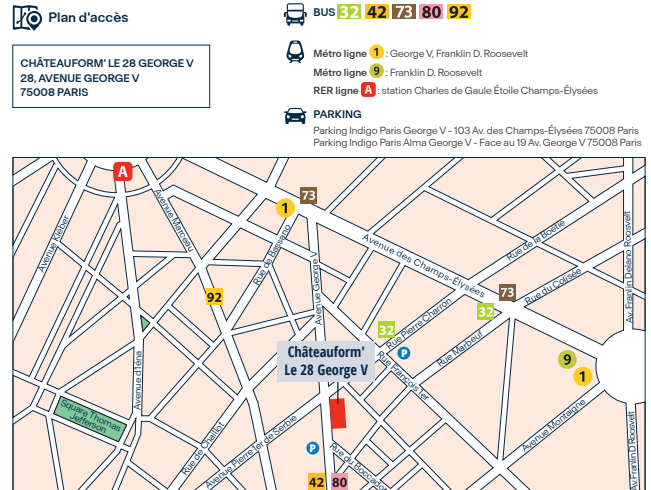 Plan d'accès
CHÂTEAUFORM' LE 28 GEORGE V
28, AVENUE GEORGE V
75008 PARIS
BUS 32 42 73 80 92
Métro ligne 1 : George V, Franklin D. Roosevelt
Métro ligne 9 : Franklin D. Roosevelt
RER ligne A : station Charles de Gaule Étoile Champs-Élysées
PARKING
Parking Indigo Paris George V - 103 Av. des Champs-Élysées 75008 Paris
Parking Indigo Paris Alma George V - Face au 19 Av. George V 75008 Paris
A
73
1
Avenue Kléber
Avenue Marceau
Rue de Bassano
Avenue George V
Avenue des Champs-Élysées
Rue de la Boétie
Av. Franklin Delano Roosvelt
92
73
Rue du Colisée
32
32
Rue Pierre Charron
Rue Marbeuf
P
Châteauform'
Le 28 George V
Rue François 1er
9
1
Avenue d'Iéna
Square Thomas
Jefferson
Rue de Chaillot
Avenue Pierre 1er de Serbie
P
Rue du Boccador
Avenue Montaigne
Av. Franklin D Roosvelt
42 80